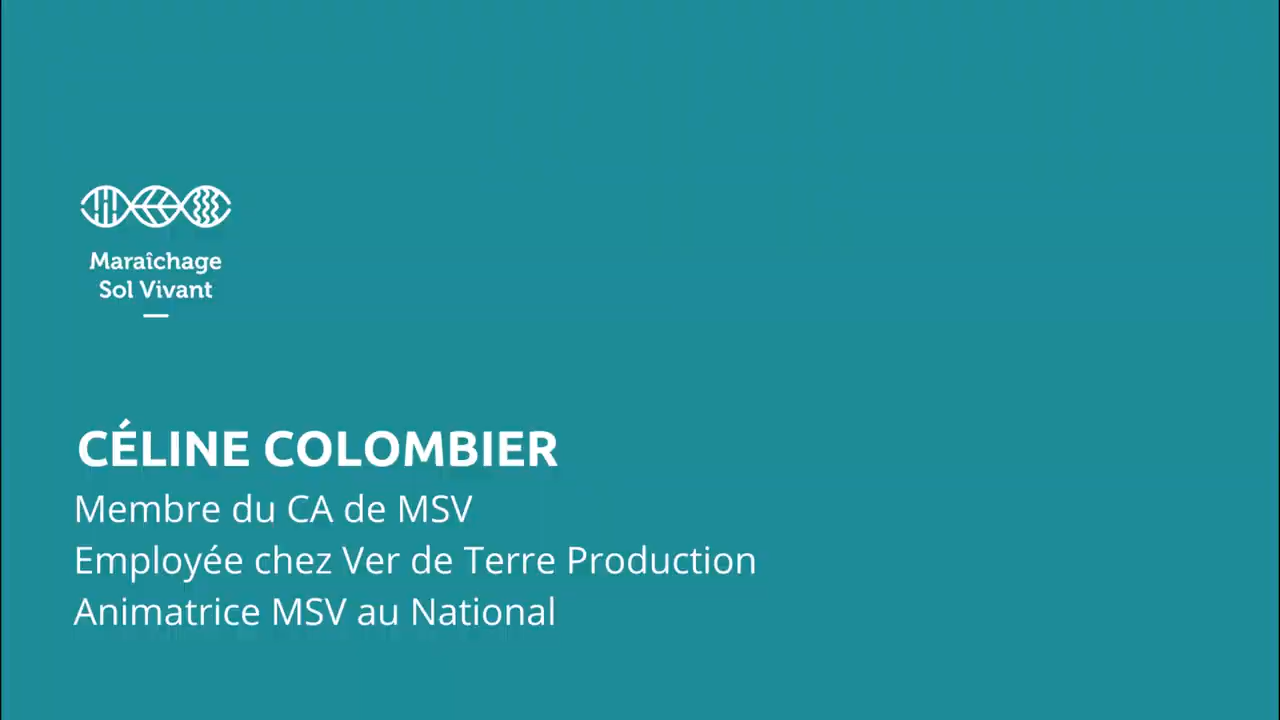 Maraîchage
Sol Vivant
CÉLINE COLOMBIER
Membre du CA de MSV
Employée chez Ver de Terre Production
Animatrice MSV au National